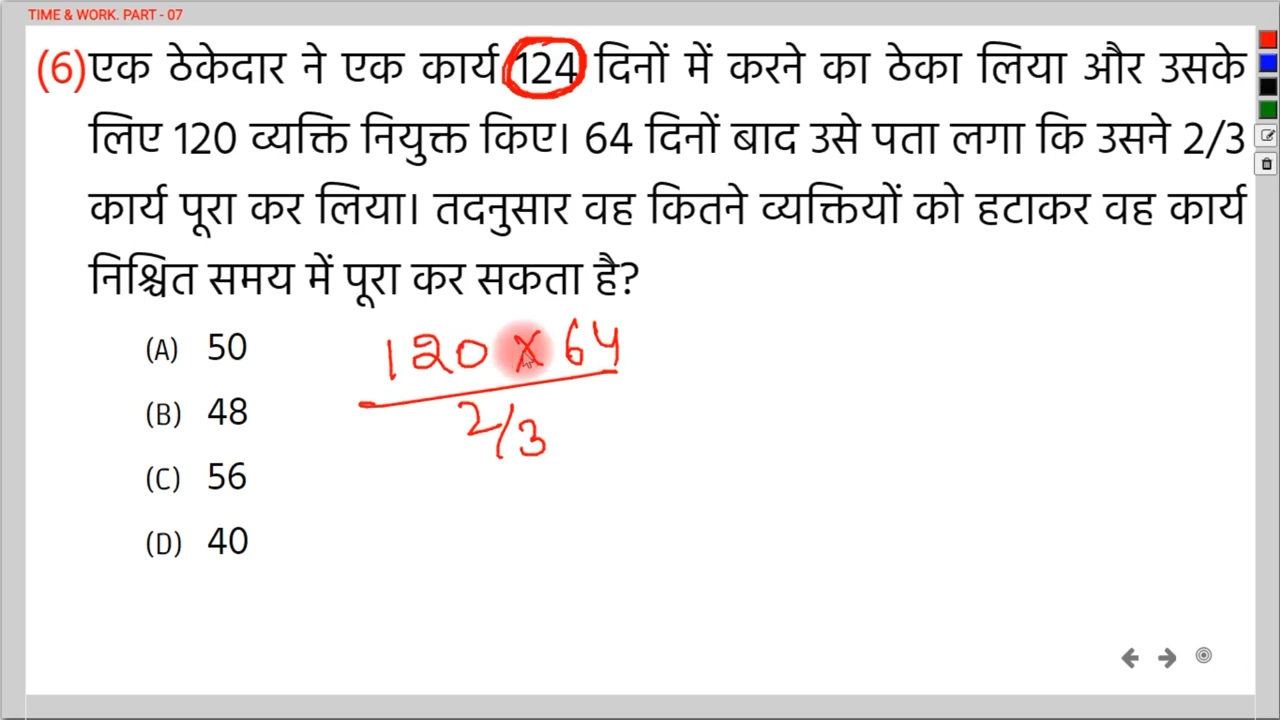 TIME & WORK. PART - 07
(6) एक ठेकेदार ने एक कार्य 124 दिनों में करने का ठेका लिया और उसके
लिए 120 व्यक्ति नियुक्त किए। 64 दिनों बाद उसे पता लगा कि उसने 2/3
कार्य पूरा कर लिया। तदनुसार वह कितने व्यक्तियों को हटाकर वह कार्य
निश्चित समय में पूरा कर सकता है?
(A) 50
(B) 48
(C) 56
(D) 40
120 x 64
2/3